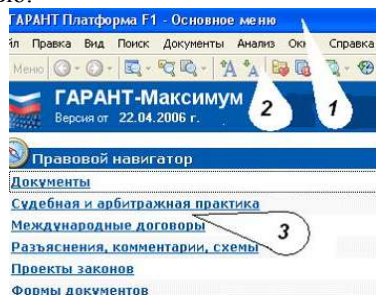 ГАРАНТ Платформа F1 - Основное меню
йл Правка Вид Поиск Документы Анализ Окн Справка
Меню
ГАРАНТ-Максимум
Версия от 22.04.2006 г.
2
1
Правовой навигатор
Документы
Судебная и арбитражная практика
Международные договоры
3
Разъяснения, комментарии, схемы
Проекты законов
Формы документов